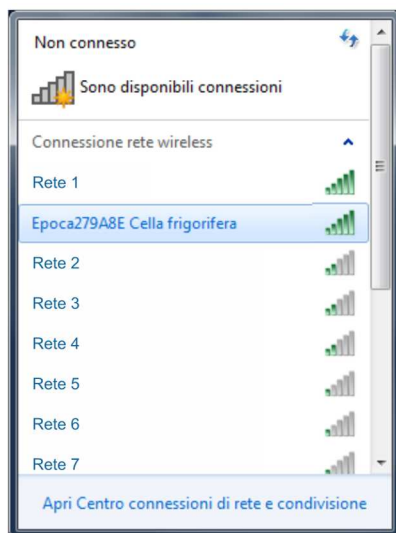 Non connesso
Sono disponibili connessioni
Connessione rete wireless
Rete 1
Epoca279A8E Cella frigorifera
Rete 2
Rete 3
Rete 4
Rete 5
Rete 6
Rete 7
Apri Centro connessioni di rete e condivisione